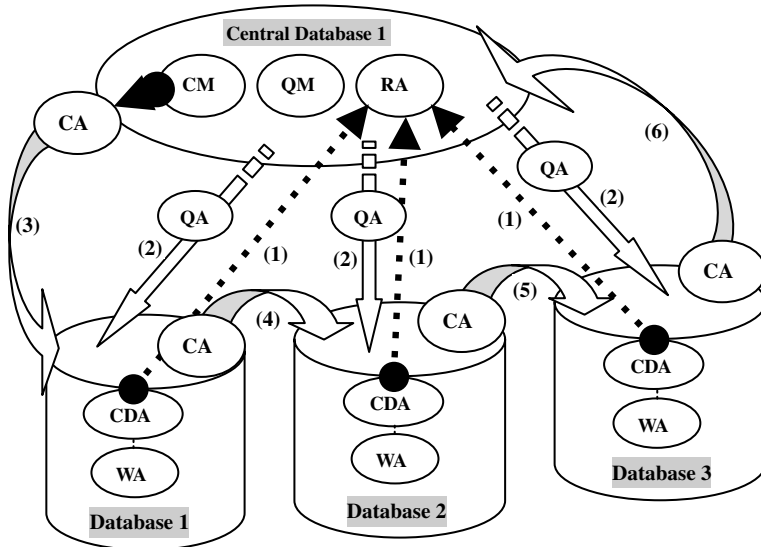 Central Database 1
CM
QM
RA
CA
(6)
QA
(2)
(3)
QA
(2)
(1)
QA
(2)
(1)
(1)
CA
(4)
(5)
CA
CA
CDA
WA
Database 1
CDA
WA
Database 2
CDA
WA
Database 3